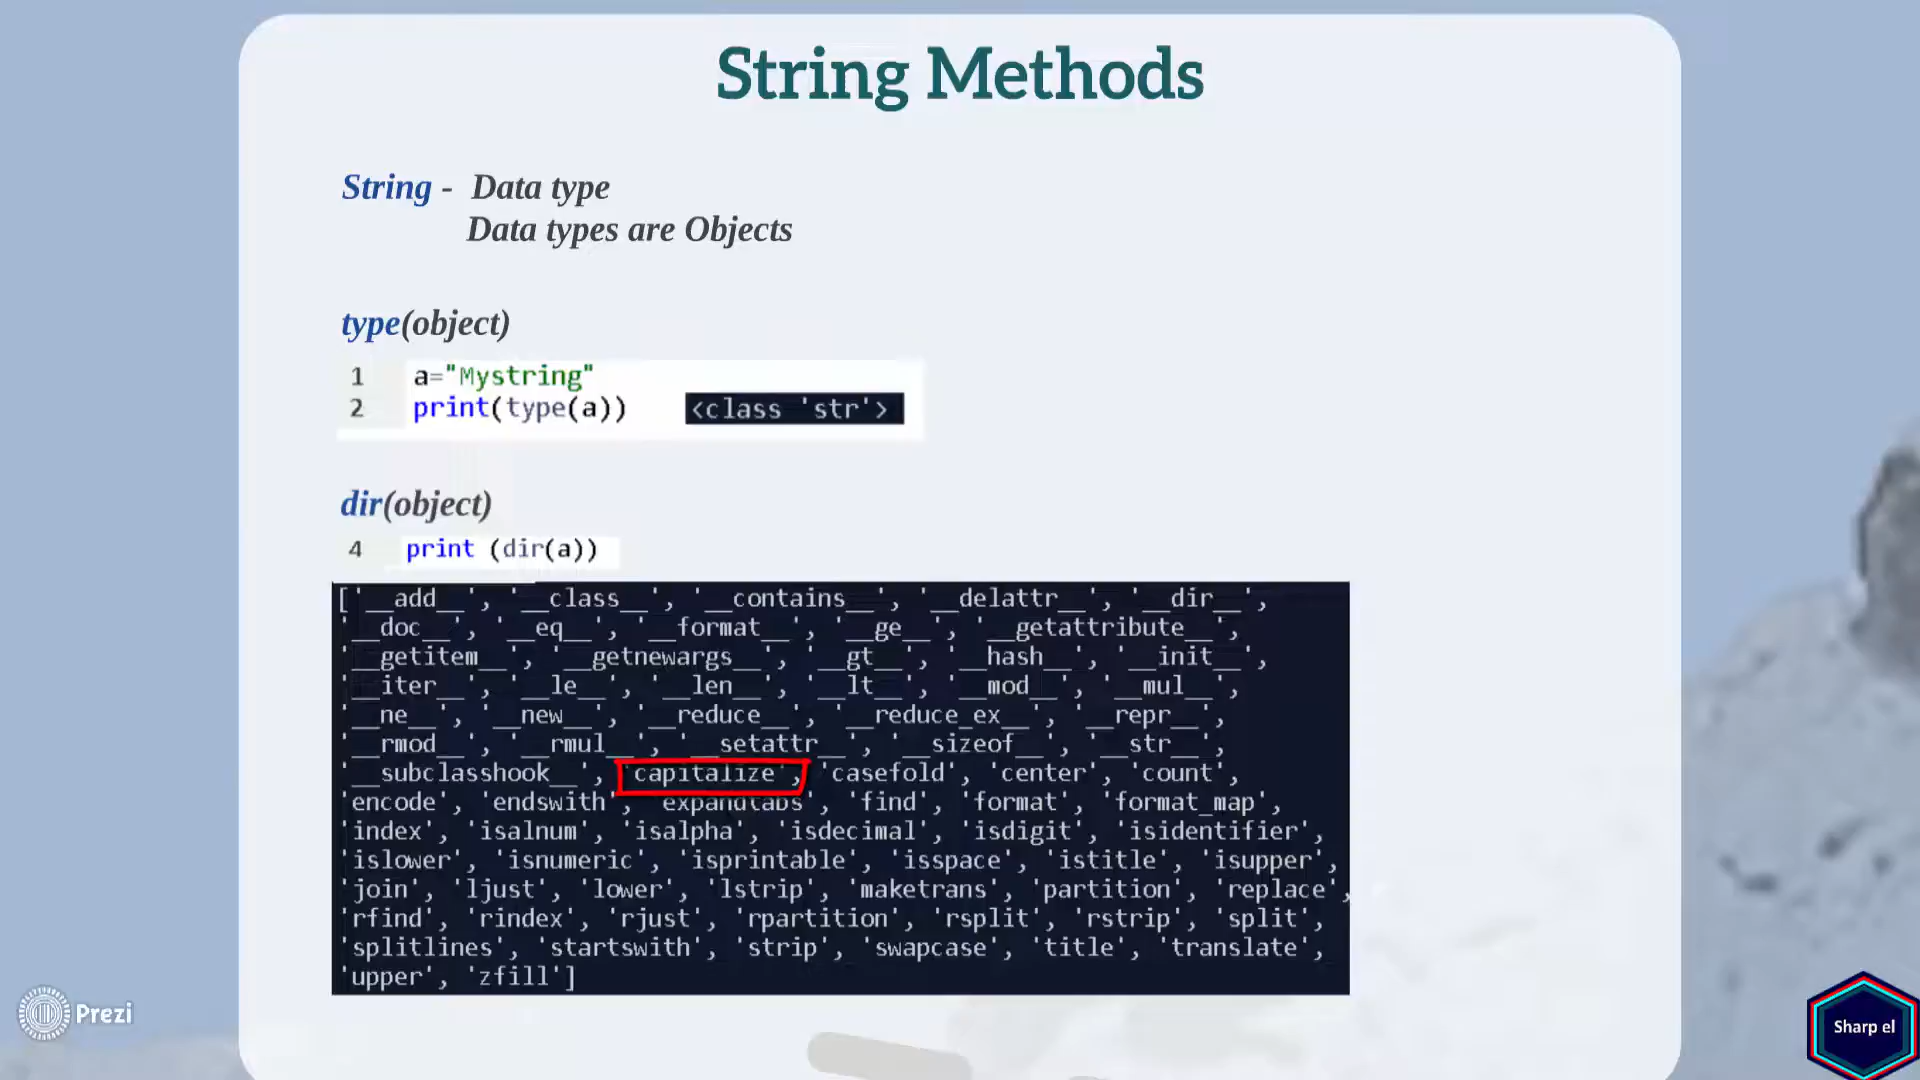 String Methods
String - Data type
Data types are Objects
type(object)
1 a="Mystring"
2 print(type(a)) <class 'str'>
dir(object)
4 print (dir(a))
['__add__', '__class__', '__contains__', '__delattr__', '__dir__',
'__doc__', '__eq__', '__format__', '__ge__', '__getattribute__',
'__getitem__', '__getnewargs__', '__gt__', '__hash__', '__init__',
'__iter__', '__le__', '__len__', '__lt__', '__mod__', '__mul__',
'__ne__', '__new__', '__reduce__', '__reduce_ex__', '__repr__',
'__rmod__', '__rmul__', '__setattr__', '__sizeof__', '__str__',
'__subclasshook__', 'capitalize', 'casefold', 'center', 'count',
'encode', 'endswith', 'expandtabs', 'find', 'format', 'format_map',
'index', 'isalnum', 'isalpha', 'isdecimal', 'isdigit', 'isidentifier',
'islower', 'isnumeric', 'isprintable', 'isspace', 'istitle', 'isupper',
'join', 'ljust', 'lower', 'lstrip', 'maketrans', 'partition', 'replace',
'rfind', 'rindex', 'rjust', 'rpartition', 'rsplit', 'rstrip', 'split',
'splitlines', 'startswith', 'strip', 'swapcase', 'title', 'translate',
'upper', 'zfill']
Prezi
Sharp el